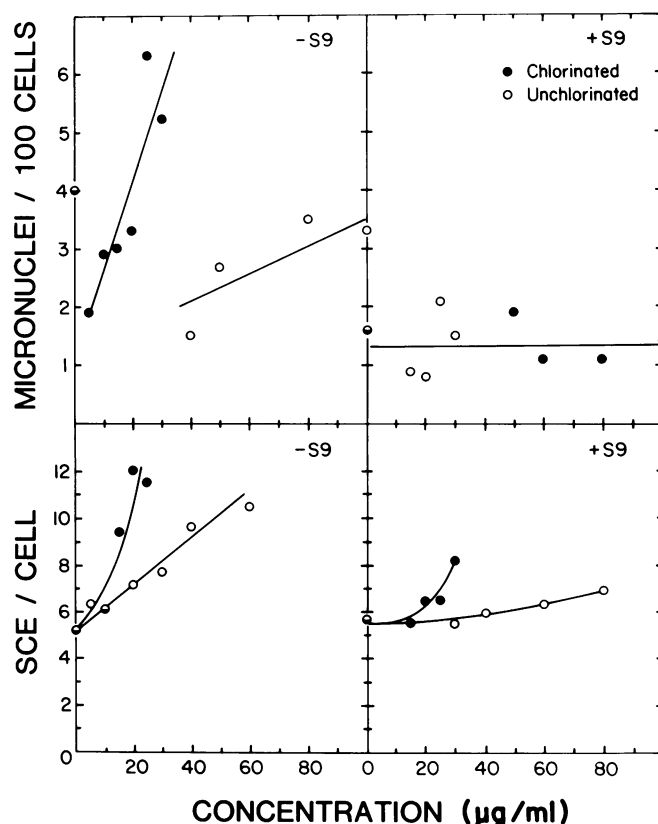 -S9
+S9
Chlorinated
Unchlorinated
MICRONUCLEI / 100 CELLS
6
5
4
3
2
1
-S9
+S9
SCE / CELL
12
10
8
6
4
2
0
20
40
60
80
0
20
40
60
80
CONCENTRATION (µg/ml)